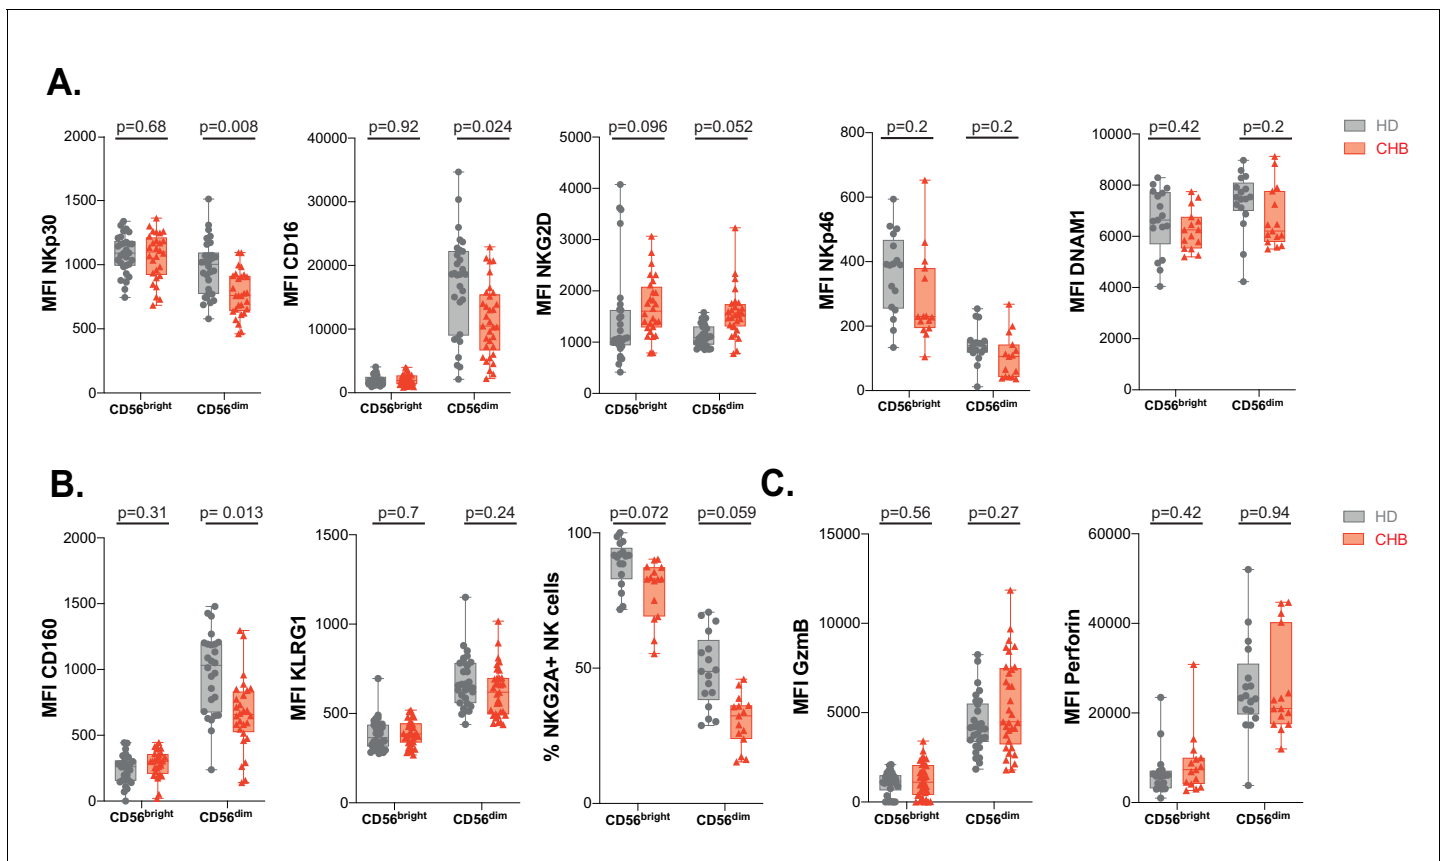 A.
p=0.68 p=0.008
MFI NKp30
2000
1500
1000
500
0
CD56bright CD56dim
p=0.92 p=0.024
MFI CD16
40000
30000
20000
10000
0
CD56bright CD56dim
p=0.096 p=0.052
MFI NKG2D
5000
4000
3000
2000
1000
0
CD56bright CD56dim
p=0.2 p=0.2
MFI NKp46
800
600
400
200
0
CD56bright CD56dim
p=0.42 p=0.2
MFI DNAM1
10000
8000
6000
4000
2000
0
CD56bright CD56dim
HD
CHB
B.
p=0.31 p= 0.013
MFI CD160
2000
1500
1000
500
0
CD56bright CD56dim
p=0.7 p=0.24
MFI KLRG1
1500
1000
500
0
CD56bright CD56dim
p=0.072 p=0.059
% NKG2A+ NK cells
100
50
0
CD56bright CD56dim
C.
p=0.56 p=0.27
MFI GzmB
15000
10000
5000
0
CD56bright CD56dim
p=0.42 p=0.94
MFI Perforin
60000
40000
20000
0
CD56bright CD56dim
HD
CHB